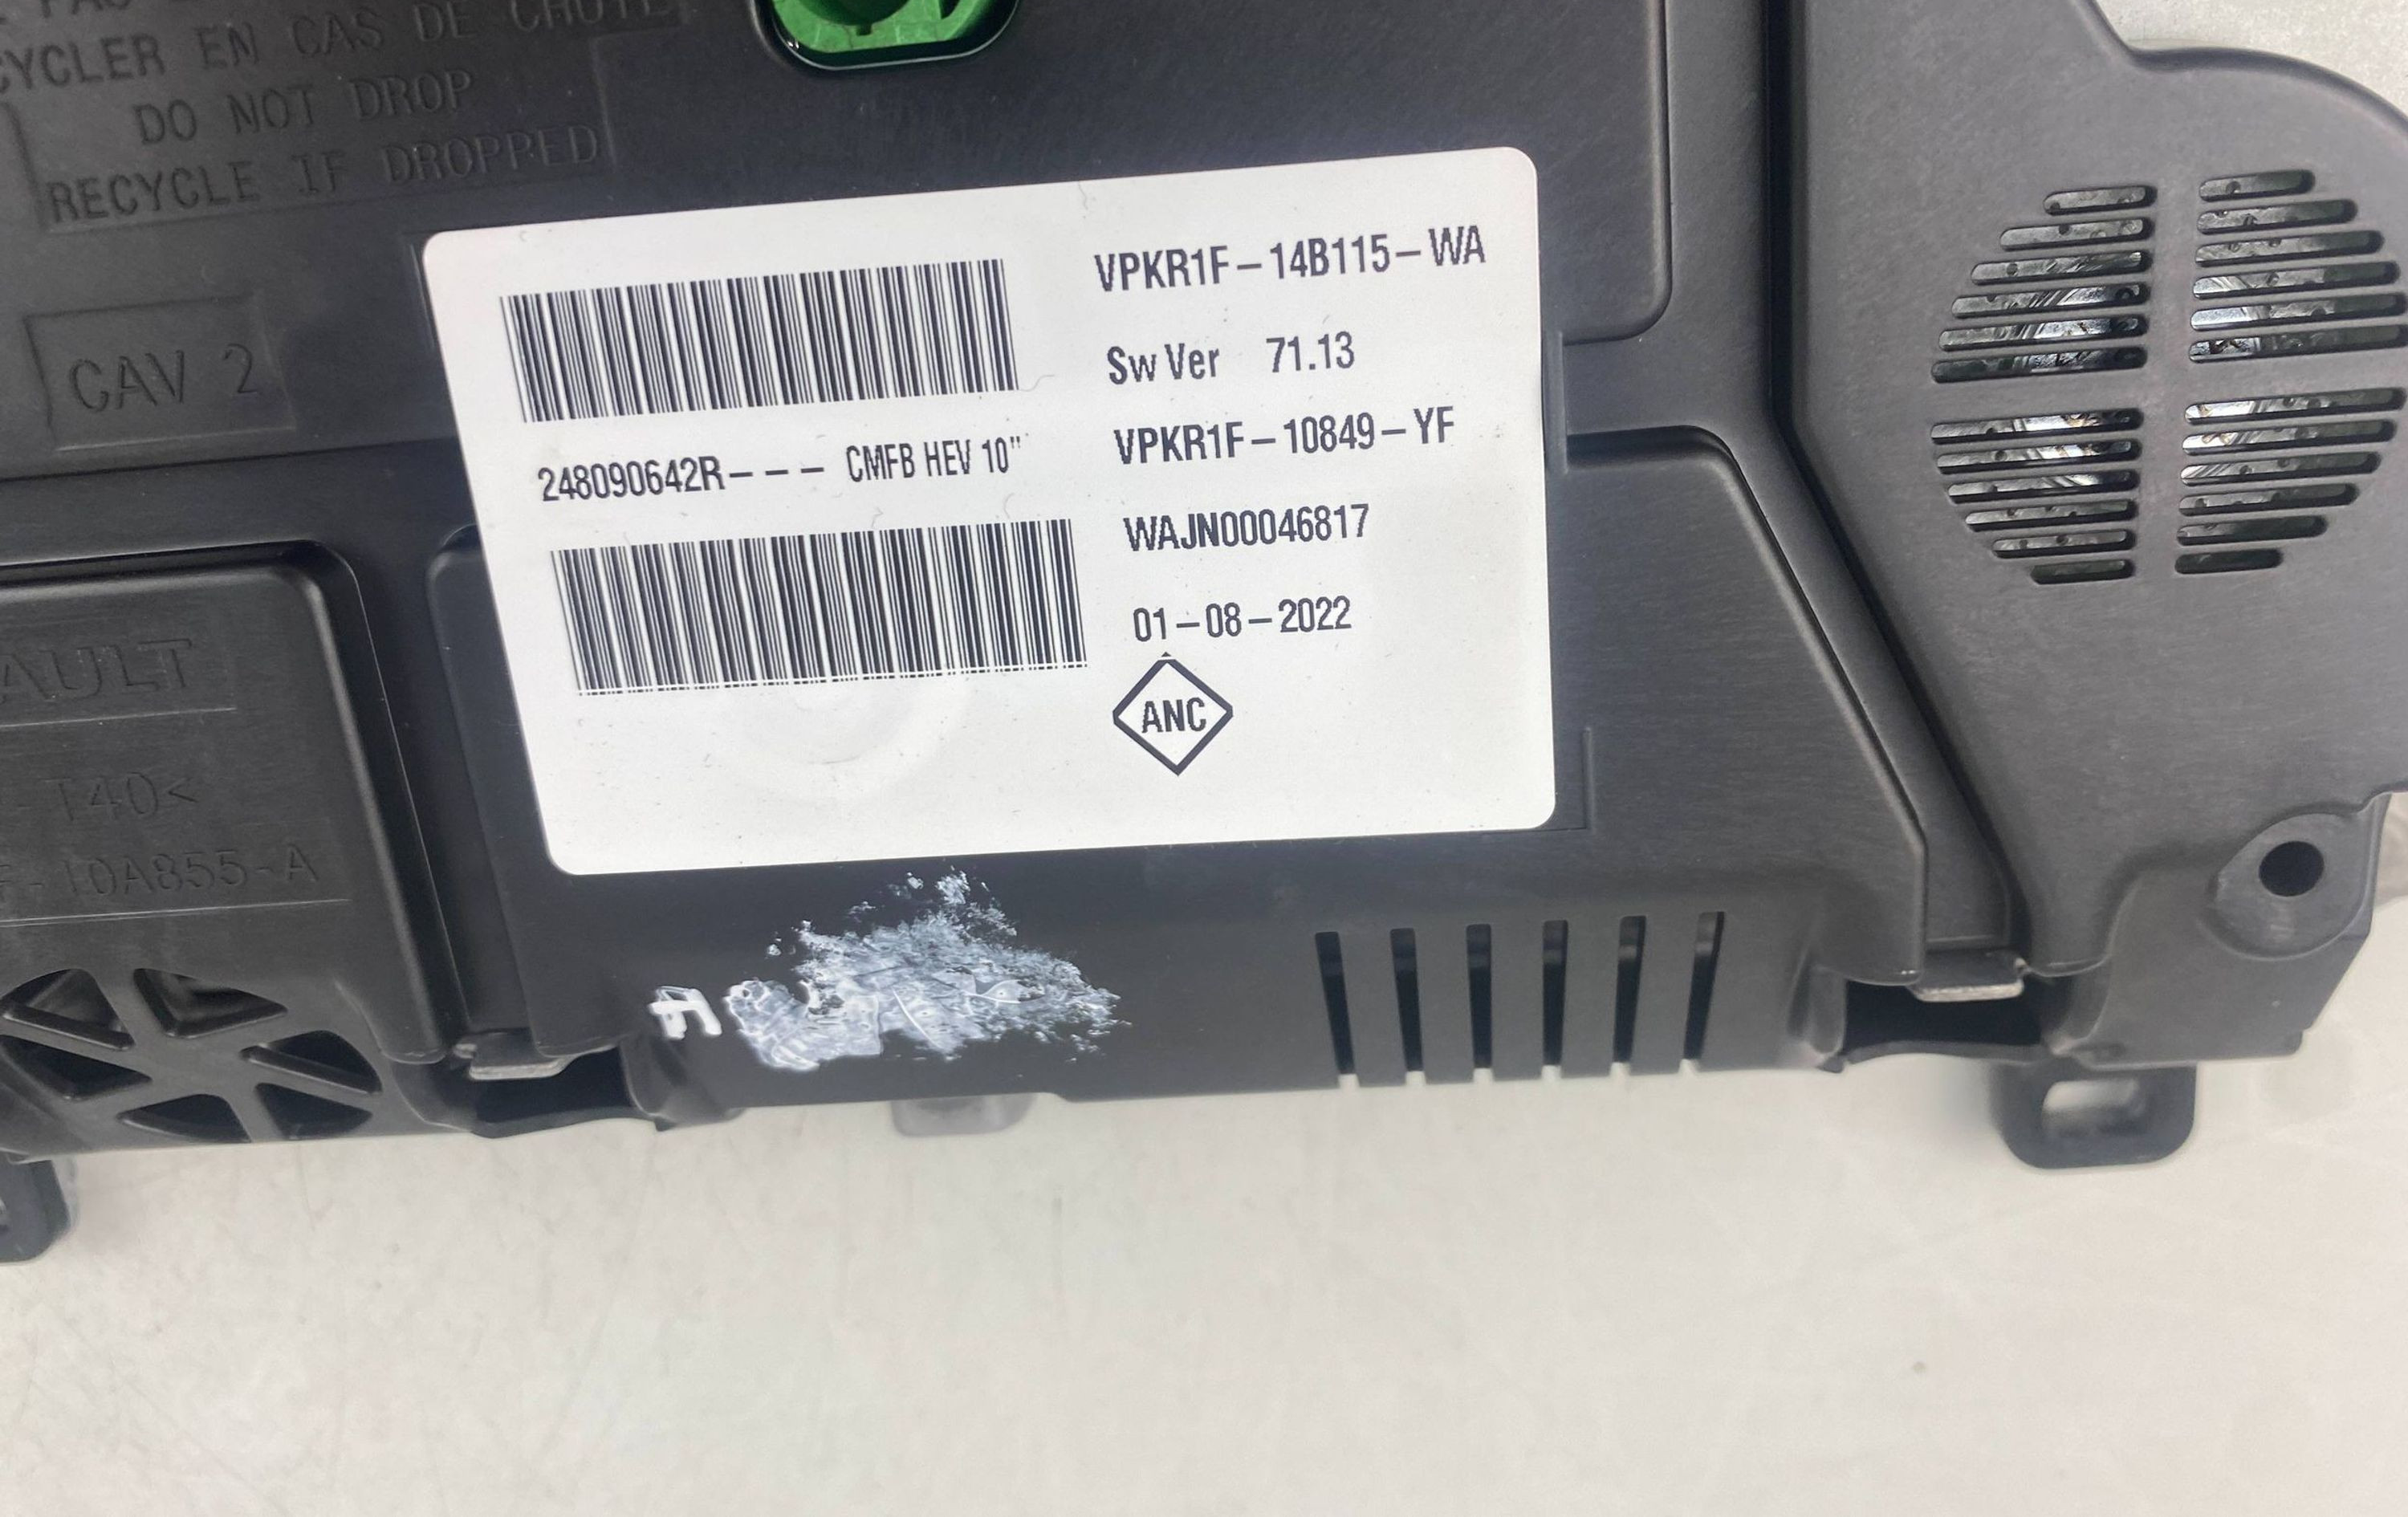 CYCLER EN CAS DE CHUTE
DO NOT DROP
RECYCLE IF DROPPED
CAV 2
VPKR1F-14B115-WA
Sw Ver 71.13
248090642R--- CMFB HEV 10"
VPKR1F-10849-YF
WAJN00046817
01-08-2022
ANC
AULT
T40<
-10A855-A